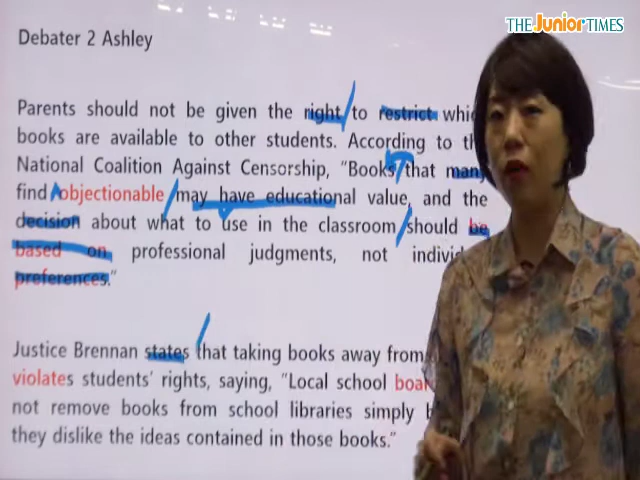 THE Junior TIMES
Debater 2 Ashley
Parents should not be given the right to restrict
books are available to other students. According to
National Coalition Against Censorship, "Books that many
find objectionable may have educational value, and the
decision about what to use in the classroom should be
based on professional judgments, not
preferences."
Justice Brennan states that taking books away from
violates students' rights, saying, "Local school
not remove books from school libraries simply
they dislike the ideas contained in those books."